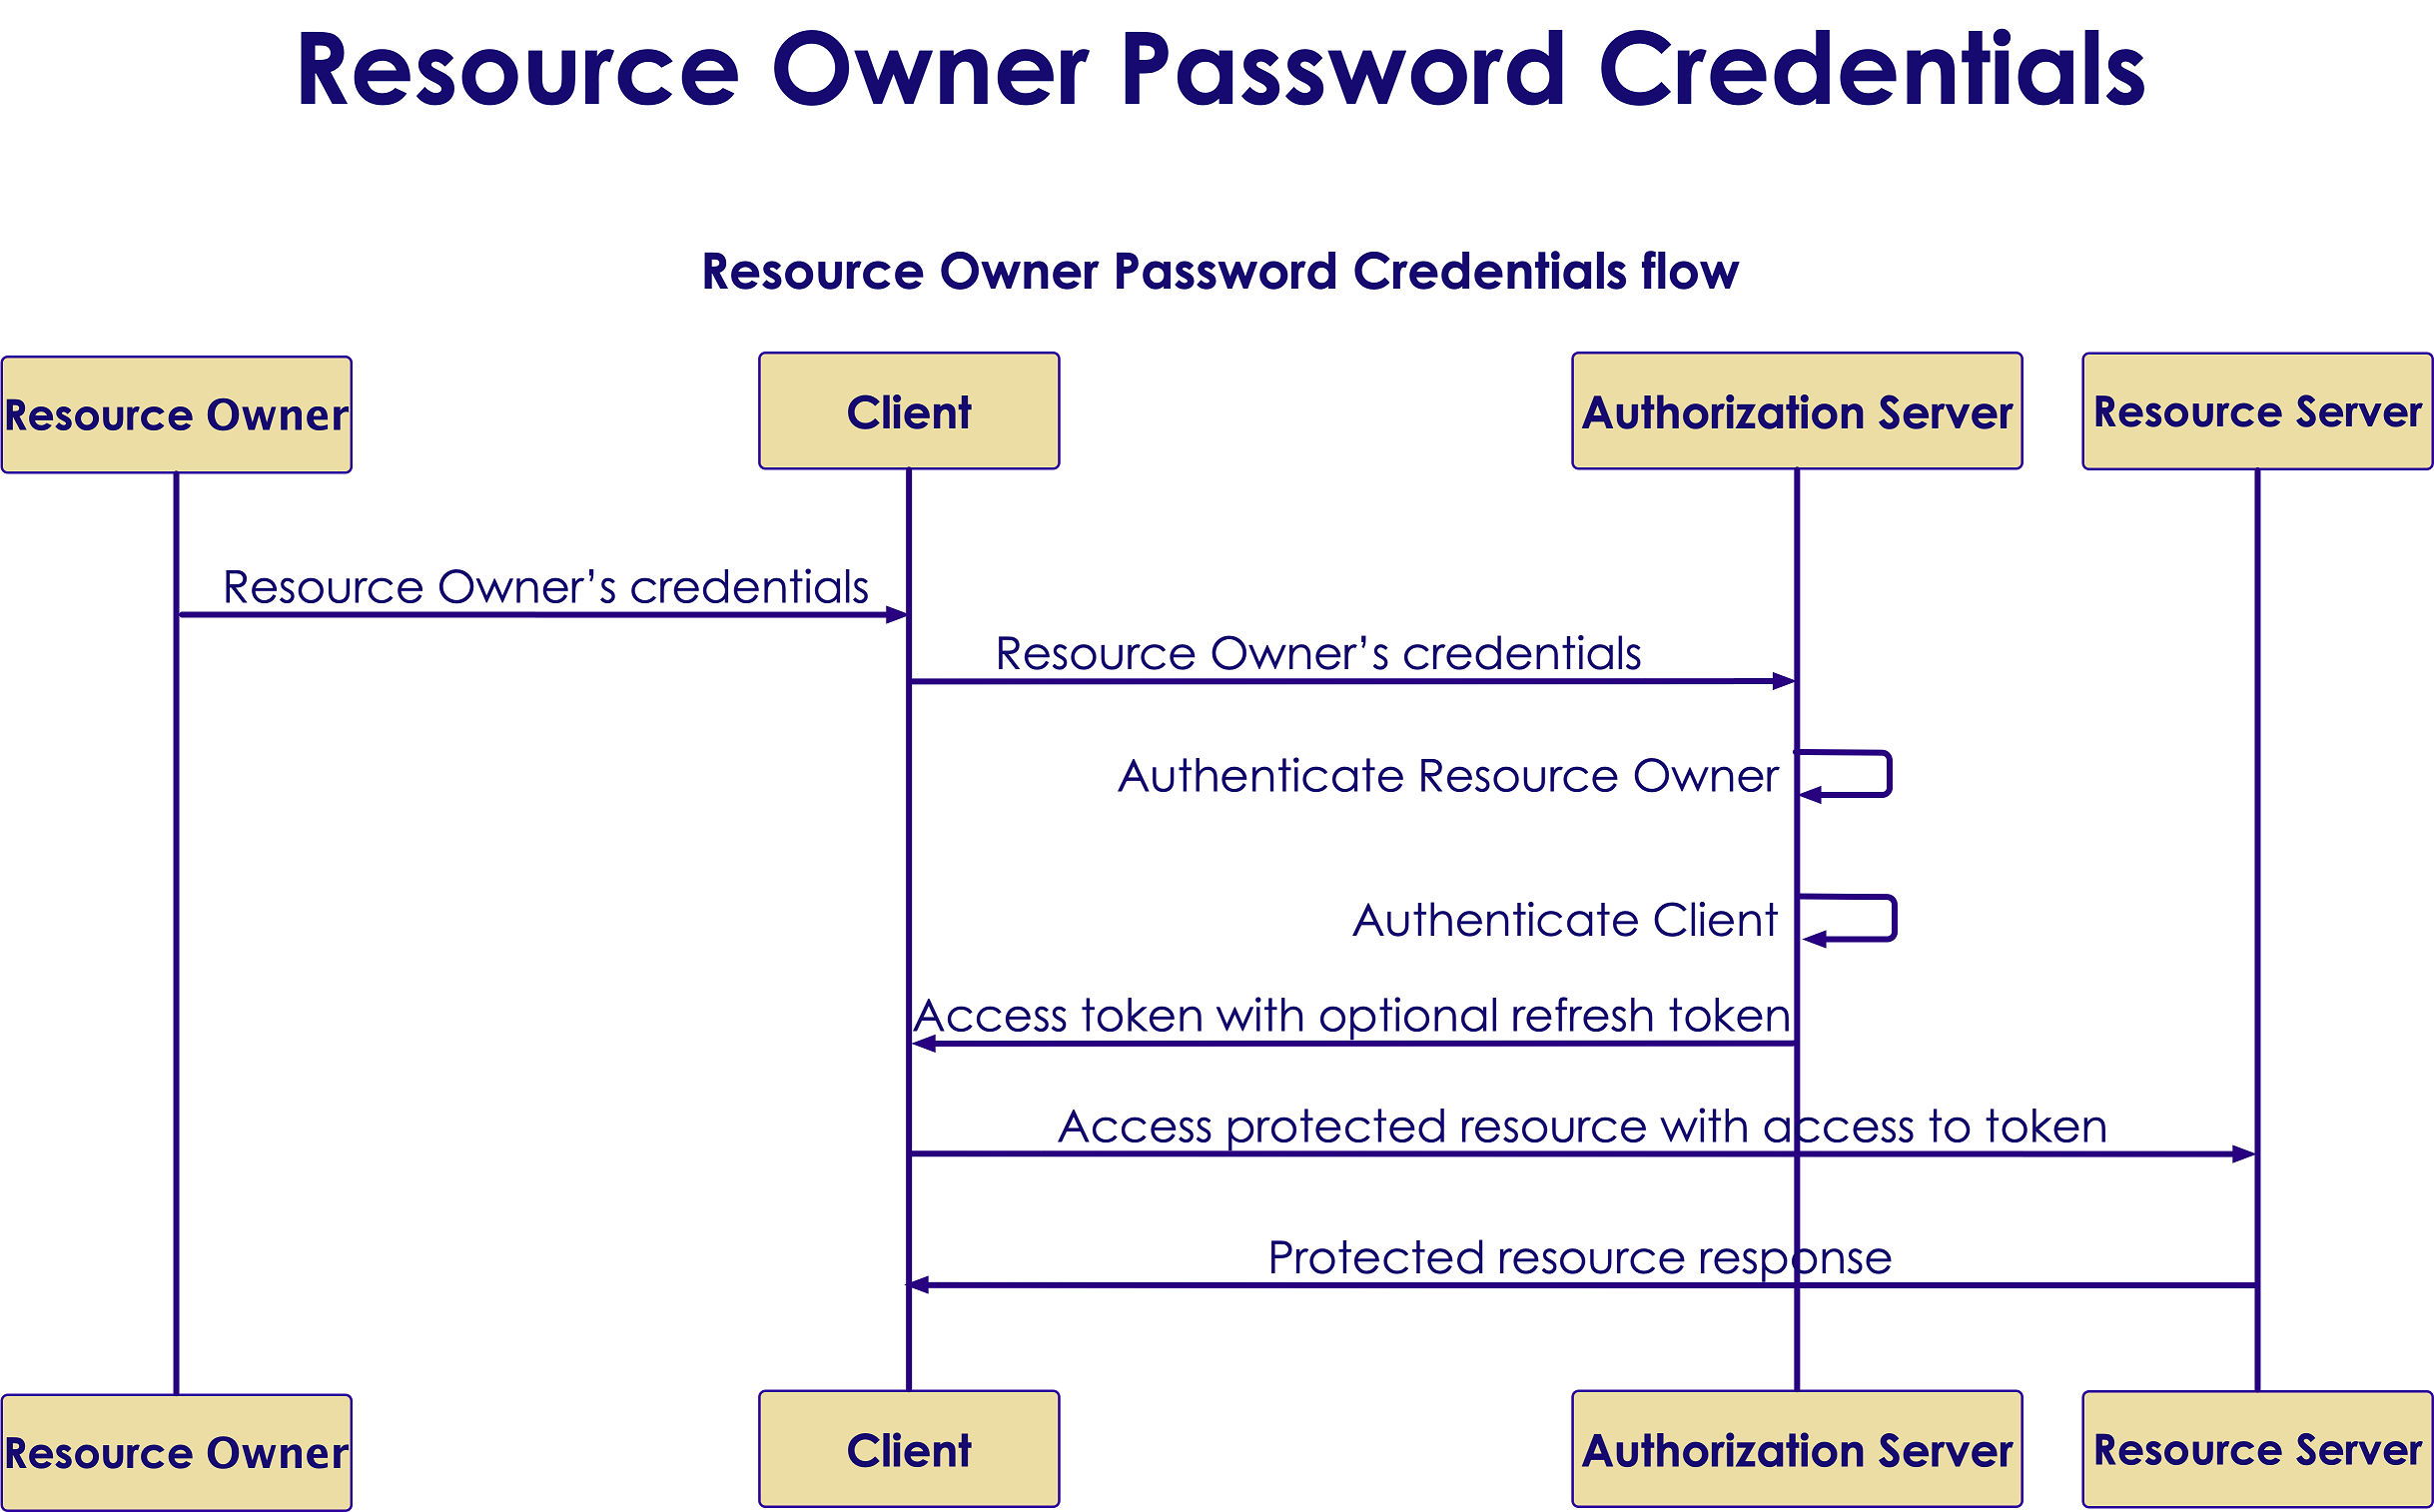 Resource Owner Password Credentials
Resource Owner Password Credentials flow
Resource Owner
Client
Authorization Server
Resource Server
Resource Owner’s credentials
Resource Owner’s credentials
Authenticate Resource Owner
Authenticate Client
Access token with optional refresh token
Access protected resource with access to token
Protected resource response
Resource Owner
Client
Authorization Server
Resource Server